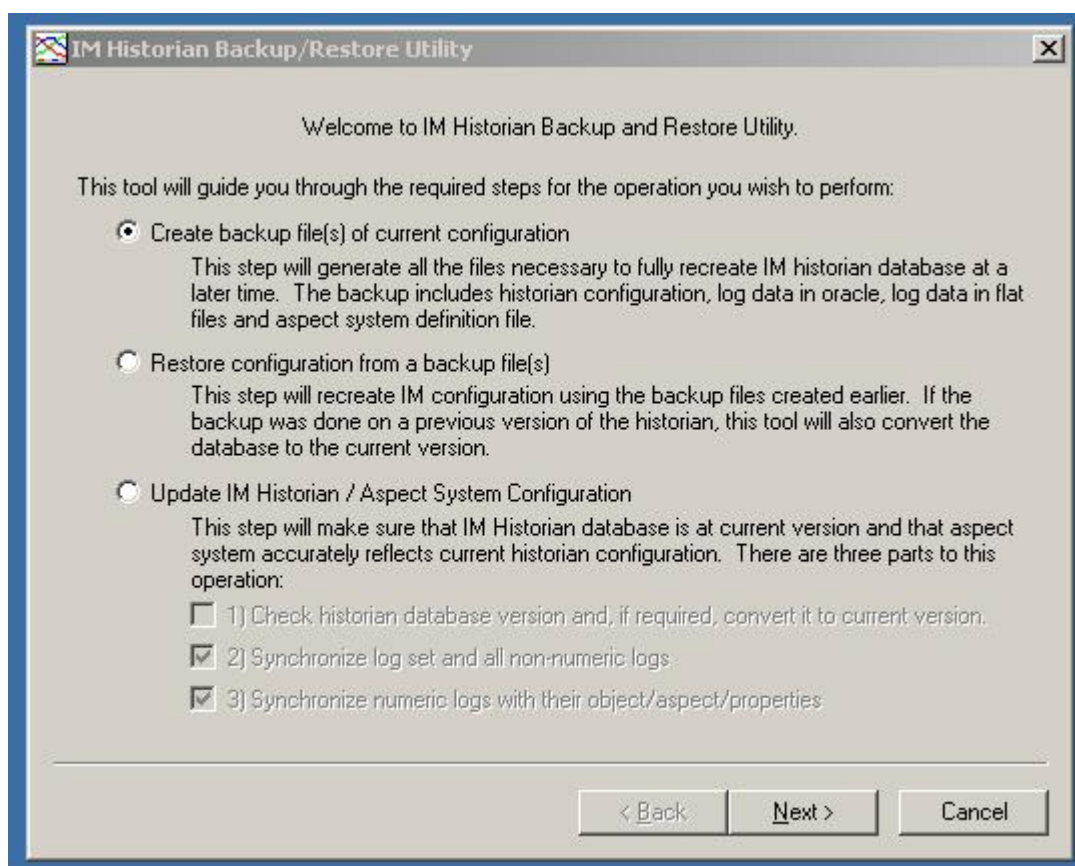 IM Historian Backup/Restore Utility
Welcome to IM Historian Backup and Restore Utility.
This tool will guide you through the required steps for the operation you wish to perform:
Create backup file(s) of current configuration
This step will generate all the files necessary to fully recreate IM historian database at a
later time. The backup includes historian configuration, log data in oracle, log data in flat
files and aspect system definition file.
Restore configuration from a backup file(s)
This step will recreate IM configuration using the backup files created earlier. If the
backup was done on a previous version of the historian, this tool will also convert the
database to the current version.
Update IM Historian / Aspect System Configuration
This step will make sure that IM Historian database is at current version and that aspect
system accurately reflects current historian configuration. There are three parts to this
operation:
1) Check historian database version and, if required, convert it to current version.
2) Synchronize log set and all non-numeric logs
3) Synchronize numeric logs with their object/aspect/properties
< Back Next > Cancel